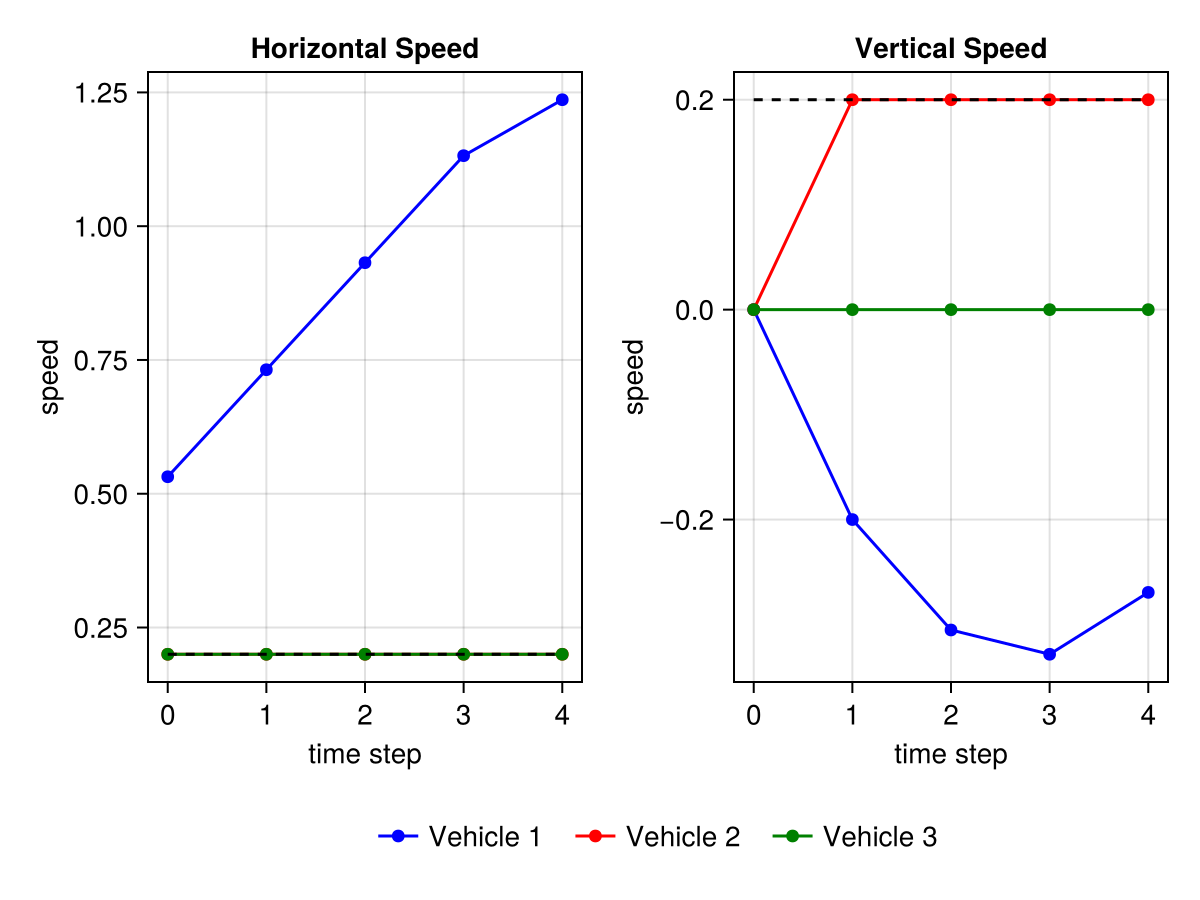 Horizontal Speed
1.25
1.00
0.75
0.50
0.25
speed
0 1 2 3 4
time step
Vertical Speed
0.2
0.0
−0.2
speed
0 1 2 3 4
time step
Vehicle 1 Vehicle 2 Vehicle 3